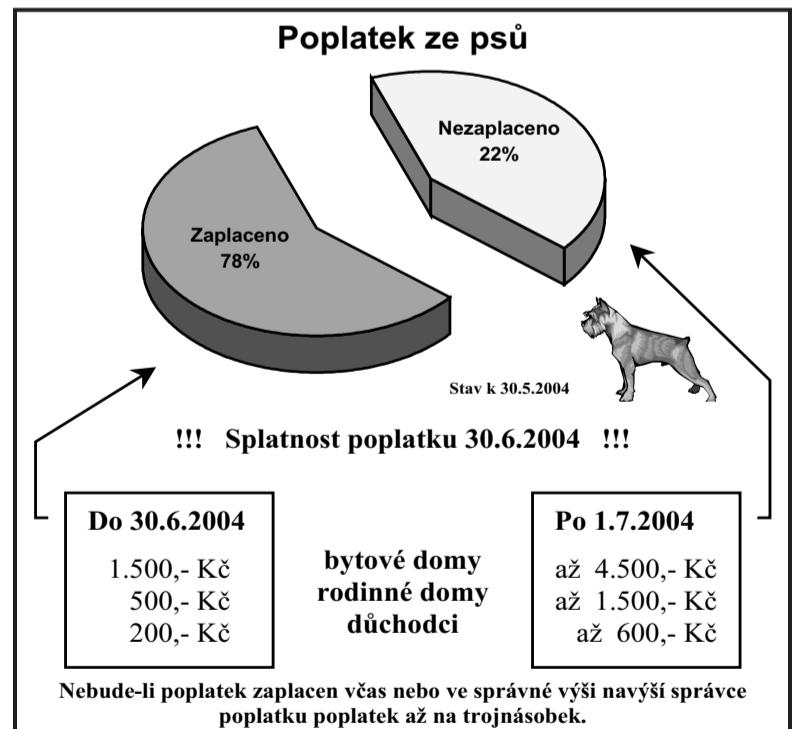 Poplatek ze psů
Nezaplaceno
22%
Zaplaceno
78%
Stav k 30.5.2004
!!! Splatnost poplatku 30.6.2004 !!!
Do 30.6.2004
1.500,- Kč
500,- Kč
200,- Kč
bytové domy
rodinné domy
důchodci
Po 1.7.2004
až 4.500,- Kč
až 1.500,- Kč
až 600,- Kč
Nebude-li poplatek zaplacen včas nebo ve správné výši navýší správce
poplatku poplatek až na trojnásobek.